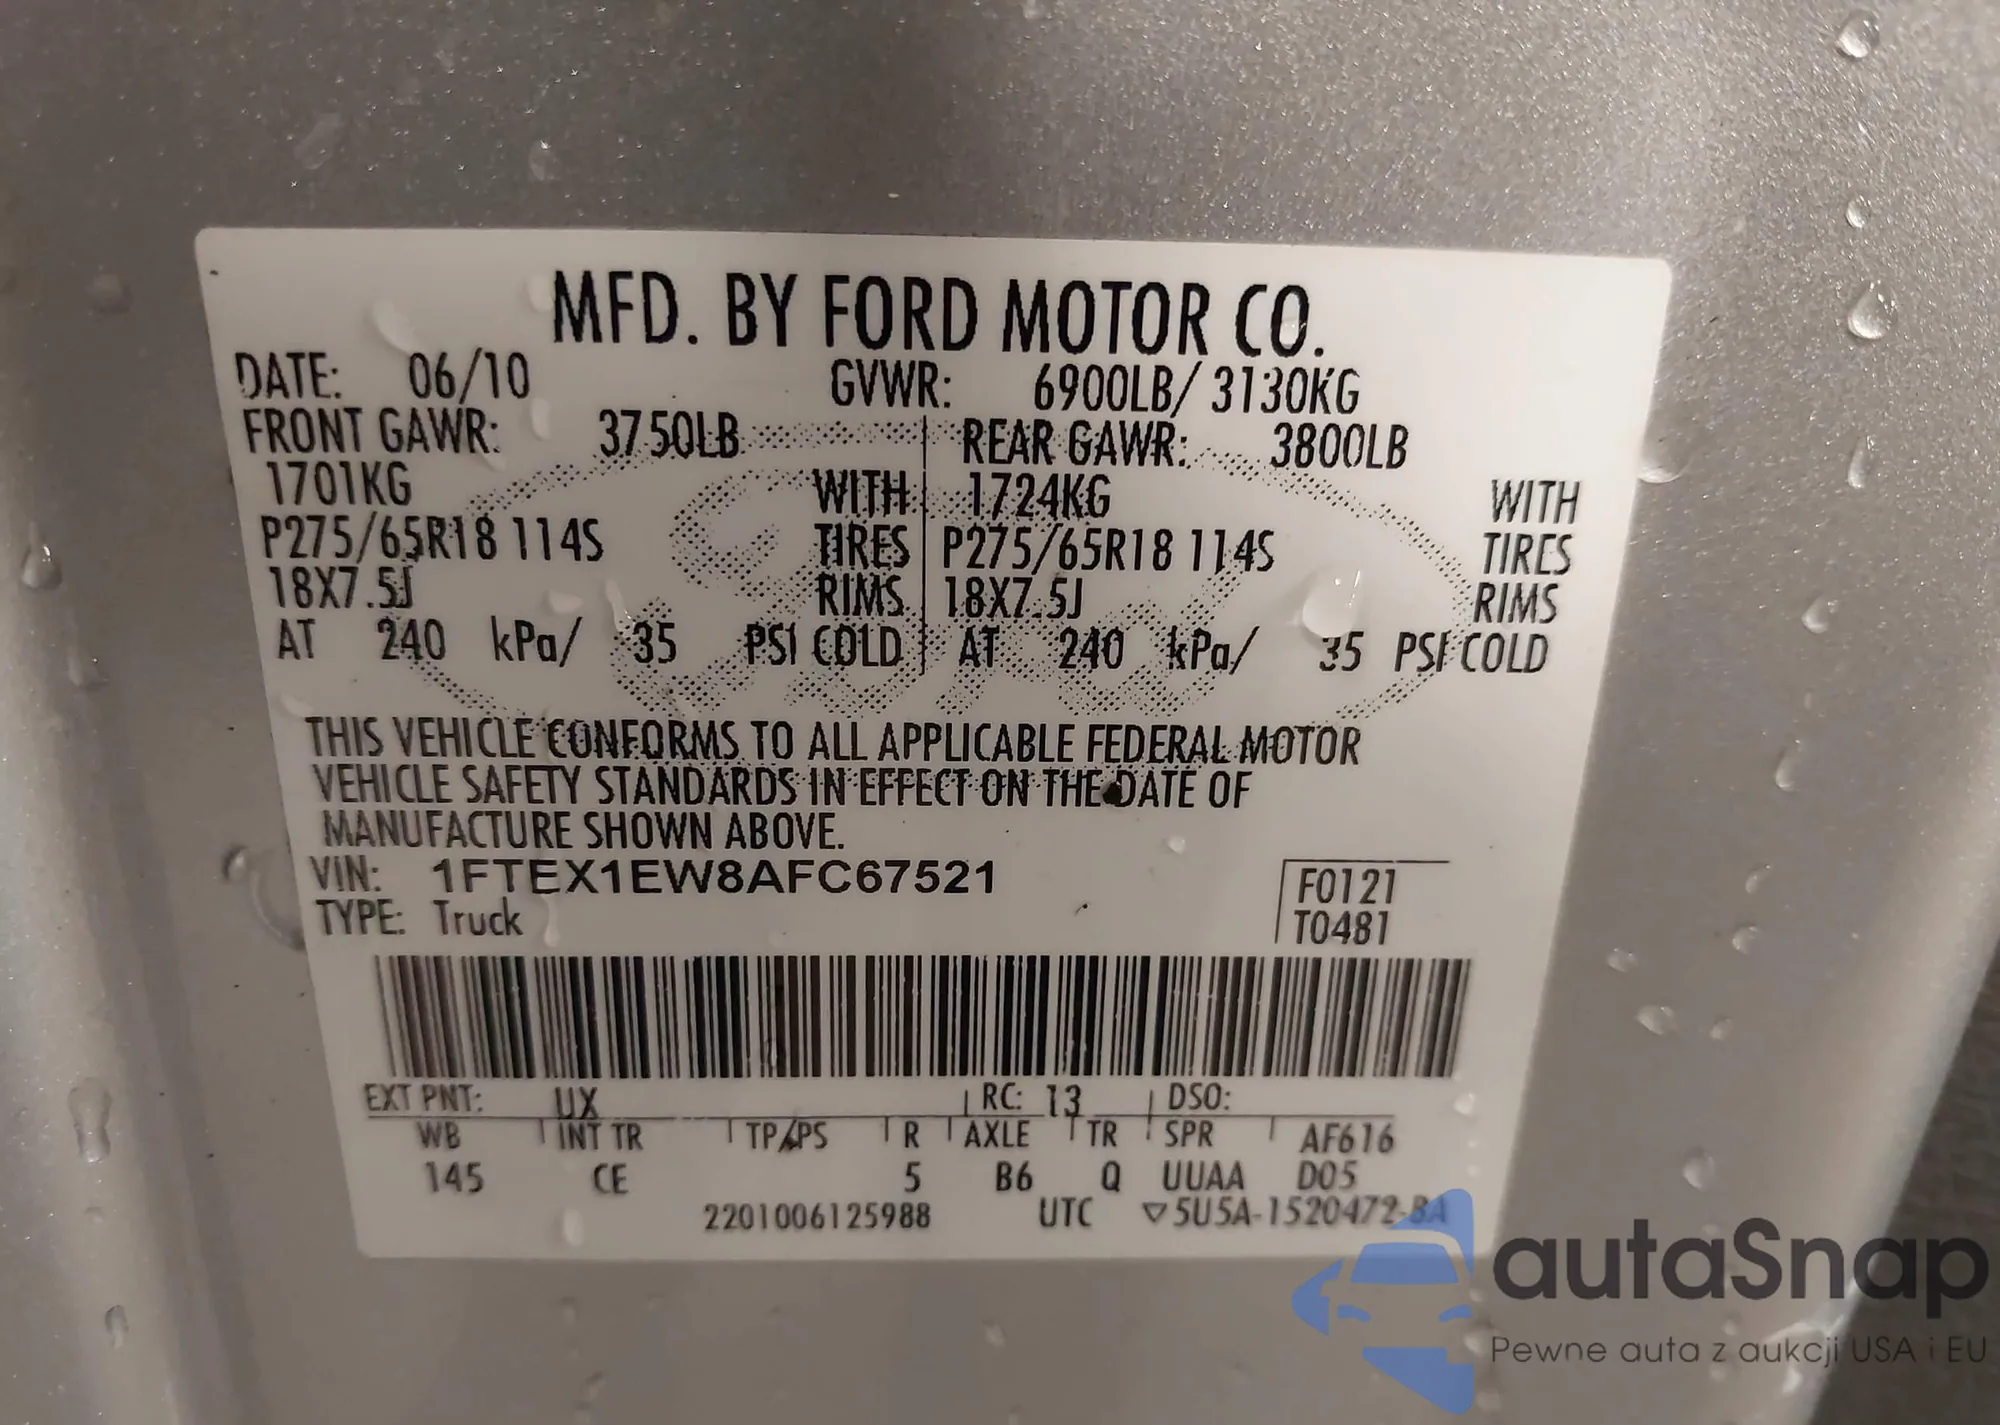 MFD. BY FORD MOTOR CO.
DATE: 06/10 GVWR: 6900LB/ 3130KG
FRONT GAWR: 3750LB REAR GAWR: 3800LB
1701KG WITH 1724KG WITH
P275/65R18 114S TIRES P275/65R18 114S TIRES
18X7.5J RIMS 18X7.5J RIMS
AT 240 kPa/ 35 PSI COLD AT 240 kPa/ 35 PSI COLD
THIS VEHICLE CONFORMS TO ALL APPLICABLE FEDERAL MOTOR
VEHICLE SAFETY STANDARDS IN EFFECT ON THE DATE OF
MANUFACTURE SHOWN ABOVE.
VIN: 1FTEX1EW8AFC67521 F0121
TYPE: Truck T0481
EXT PNT: UX RC: 13 DSO:
WB INT TR TP/PS R AXLE TR SPR AF616
145 CE 5 B6 Q UUAA D05
2201006125988 UTC ▽5U5A-1520472-BA
autaSnap
Pewne auta z aukcji USA i EU